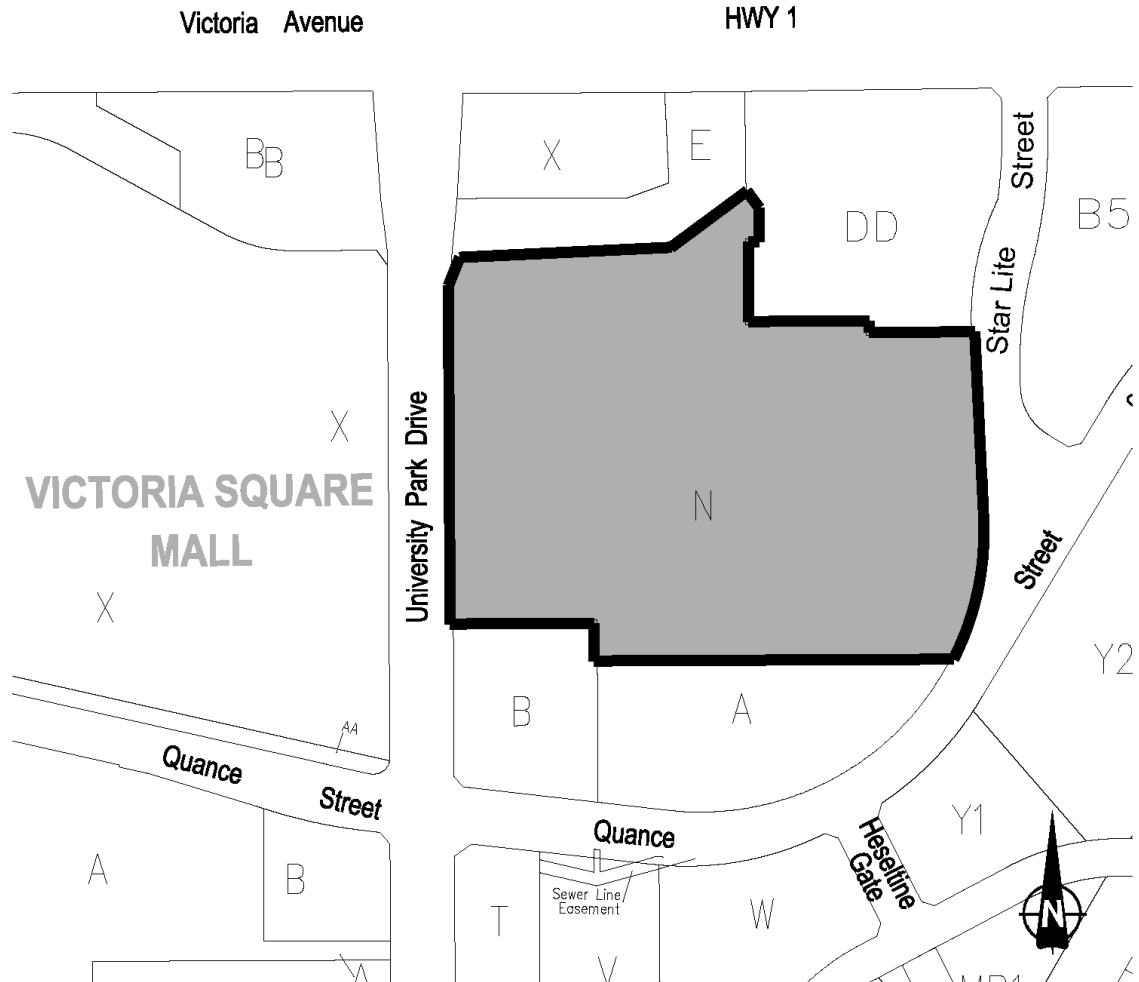 Victoria Avenue
HWY 1
BB
X
E
DD
Street
B5
Star Lite
X
University Park Drive
VICTORIA SQUARE
MALL
N
Street
X
Y2
B
A
AA
Quance
Street
Quance
Y1
Heseltine
Gate
A
B
Sewer Line
Easement
T
W
N